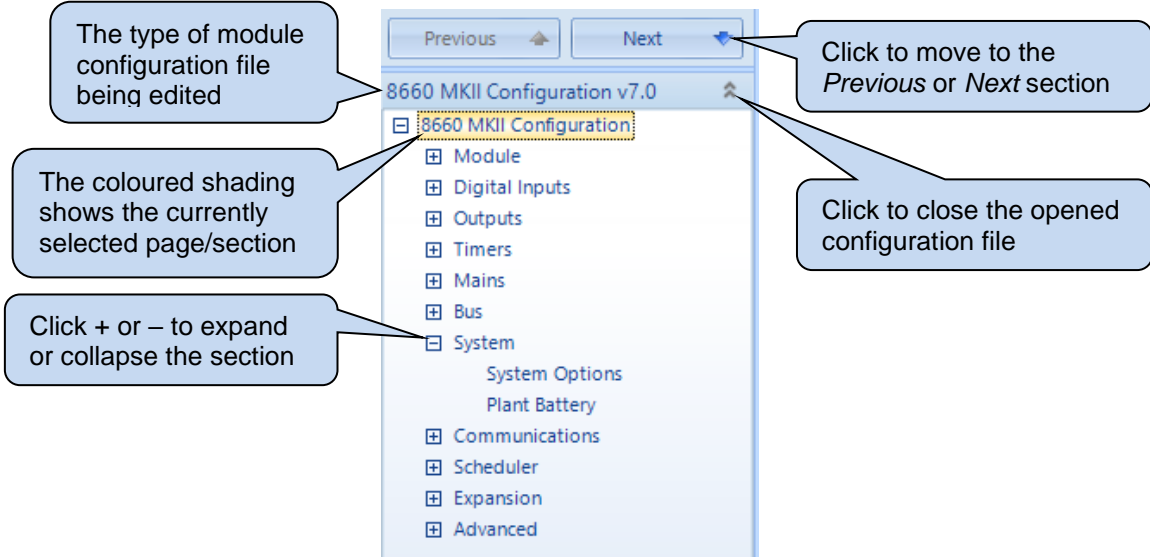 The type of module
configuration file
being edited
Previous
Next
Click to move to the
Previous or Next section
8660 MKII Configuration v7.0
8660 MKII Configuration
Module
Digital Inputs
Outputs
Timers
Mains
Bus
System
System Options
Plant Battery
Communications
Scheduler
Expansion
Advanced
The coloured shading
shows the currently
selected page/section
Click to close the opened
configuration file
Click + or – to expand
or collapse the section